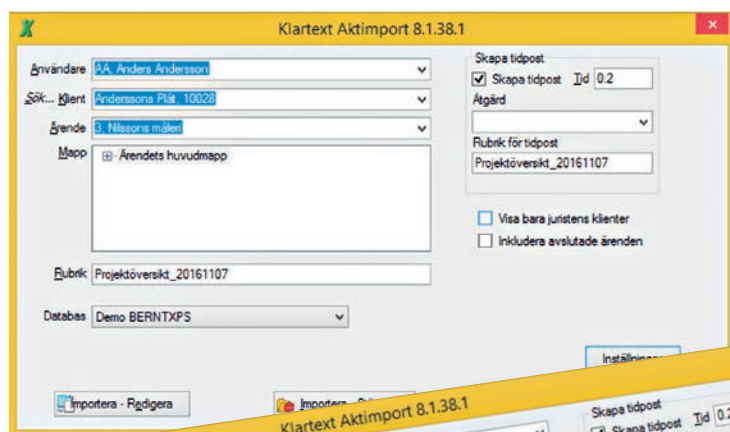 Klartext Aktimport 8.1.38.1
Användare AA, Anders Andersson
Sök... Klient Anderssons Plåt, 10028
Ärende 3, Nilssons måleri
Mapp Ärendets huvudmapp
Rubrik Projektöversikt_20161107
Databas Demo BERNTXPS
Skapa tidpost
Skapa tidpost Tid 0.2
Åtgärd
Rubrik för tidpost
Projektöversikt_20161107
Visa bara juristens klienter
Inkludera avslutade ärenden
Importera - Redigera
Importera -
Klartext Aktimport 8.1.38.1
Skapa tidpost
Skapa tidpost Tid 0.2